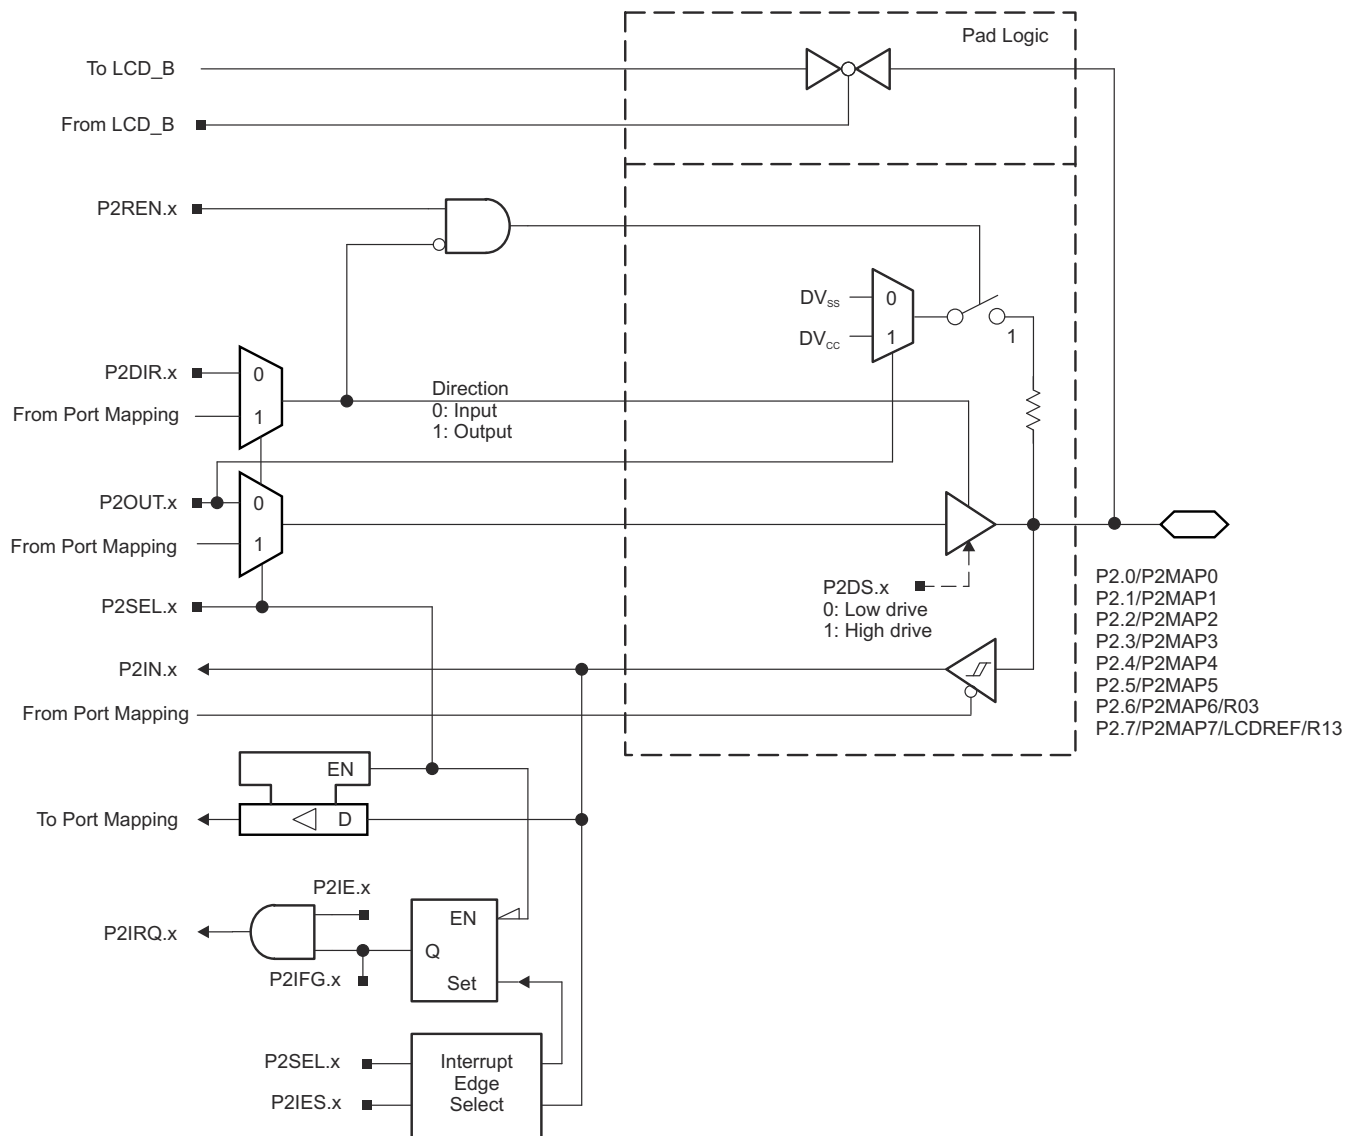 Pad Logic
To LCD_B
From LCD_B
P2REN.x
DVSS
0
DVCC
1
1
P2DIR.x
0
From Port Mapping
1
Direction
0: Input
1: Output
P2OUT.x
0
From Port Mapping
1
P2SEL.x
P2DS.x
0: Low drive
1: High drive
P2.0/P2MAP0
P2.1/P2MAP1
P2.2/P2MAP2
P2.3/P2MAP3
P2.4/P2MAP4
P2.5/P2MAP5
P2.6/P2MAP6/R03
P2.7/P2MAP7/LCDREF/R13
P2IN.x
From Port Mapping
EN
To Port Mapping
D
P2IE.x
EN
P2IRQ.x
Q
P2IFG.x
Set
P2SEL.x
P2IES.x
Interrupt
Edge
Select